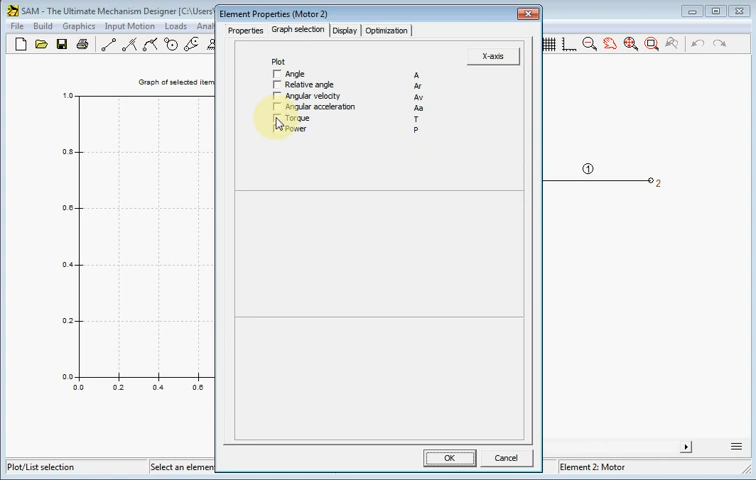 SAM - The Ultimate Mechanism Designer [C:\Users\
Element Properties (Motor 2)
File Build Graphics Input Motion Loads
Properties Graph selection Display Optimization
Graph of selected item
X-axis
Plot
Angle A
Relative angle Ar
Angular velocity Av
Angular acceleration Aa
Torque T
Power P
1.0
0.8
0.6
0.4
0.2
0.0
0.0 0.2 0.4 0.6
1
2
OK Cancel
Plot/List selection Select an elemen Element 2: Motor